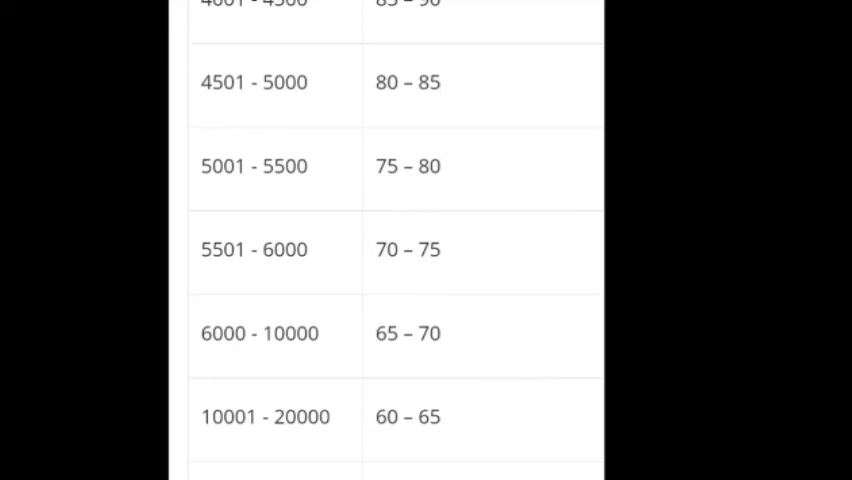 4501 - 5000 80 – 85
5001 - 5500 75 – 80
5501 - 6000 70 – 75
6000 - 10000 65 – 70
10001 - 20000 60 – 65